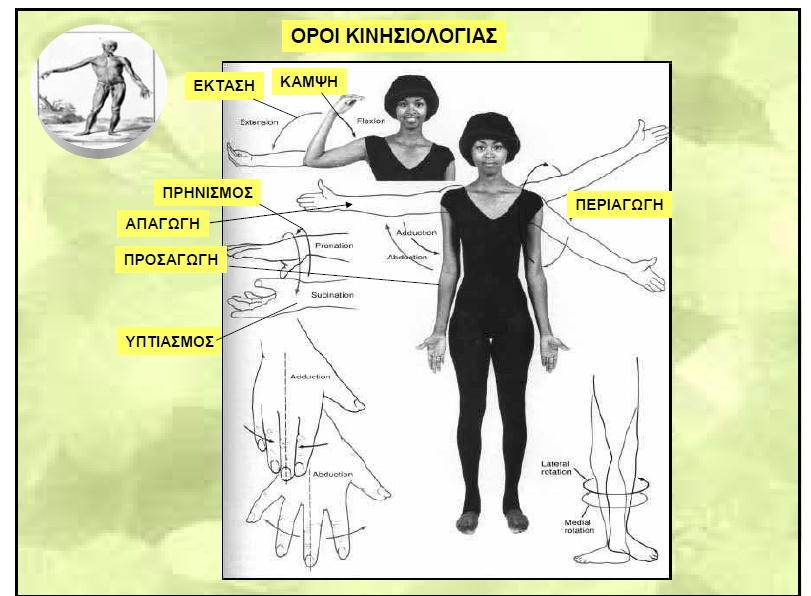 ΟΡΟΙ ΚΙΝΗΣΙΟΛΟΓΙΑΣ
ΕΚΤΑΣΗ
ΚΑΜΨΗ
Extension
Flexion
ΠΡΗΝΙΣΜΟΣ
ΑΠΑΓΩΓΗ
ΠΕΡΙΑΓΩΓΗ
Adduction
Abduction
Pronation
ΠΡΟΣΑΓΩΓΗ
Supination
ΥΠΤΙΑΣΜΟΣ
Adduction
Abduction
Lateral
rotation
Medial
rotation